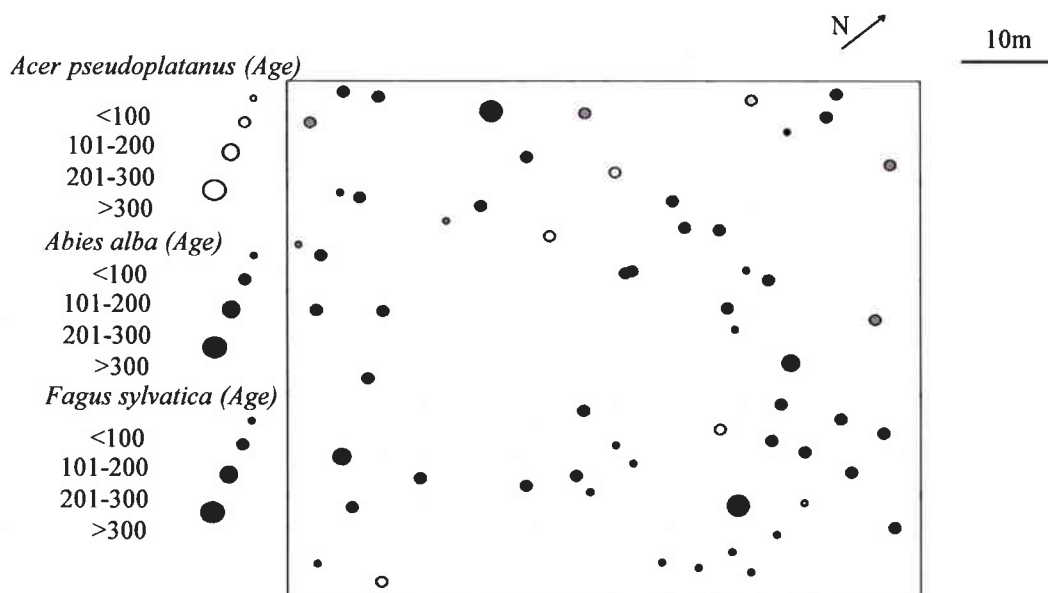 N
10m
Acer pseudoplatanus (Age)
<100
101-200
201-300
>300
Abies alba (Age)
<100
101-200
201-300
>300
Fagus sylvatica (Age)
<100
101-200
201-300
>300